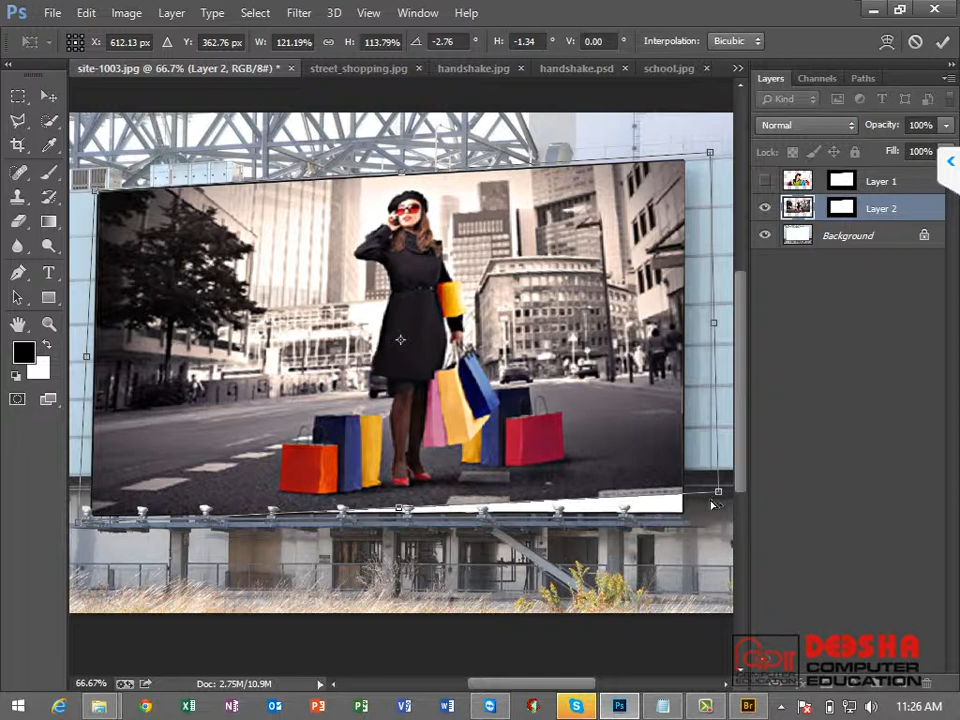 Ps File Edit Image Layer Type Select Filter 3D View Window Help
X: 612.13 px Y: 362.76 px W: 121.19% H: 113.79% -2.76 ° H: -1.34 ° V: 0.00 ° Interpolation: Bicubic
site-1003.jpg @ 66.7% (Layer 2, RGB/8#) * × street_shopping.jpg × handshake.jpg × handshake.psd × school.jpg ×
Layers Channels Paths
Kind
Normal Opacity: 100%
Lock: Fill: 100%
Layer 1
Layer 2
Background
66.67% Doc: 2.75M/10.9M
DEESHA
COMPUTER
EDUCATION
11:26 AM